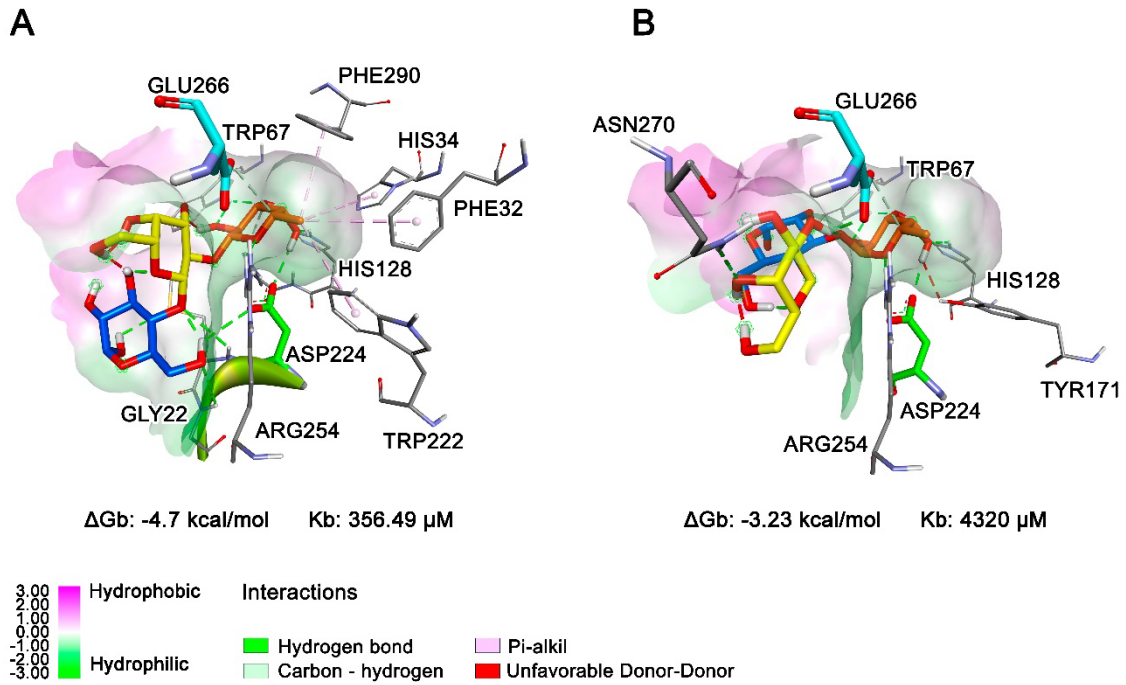 A
B
PHE290
GLU266
TRP67
HIS34
PHE32
HIS128
ASP224
GLY22
ARG254
TRP222
GLU266
ASN270
TRP67
HIS128
TYR171
ASP224
ARG254
ΔGb: -4.7 kcal/mol Kb: 356.49 µM
ΔGb: -3.23 kcal/mol Kb: 4320 µM
3.00
2.00
1.00
0.00
-1.00
-2.00
-3.00
Hydrophobic
Hydrophilic
Interactions
Hydrogen bond
Pi-alkil
Carbon - hydrogen
Unfavorable Donor-Donor